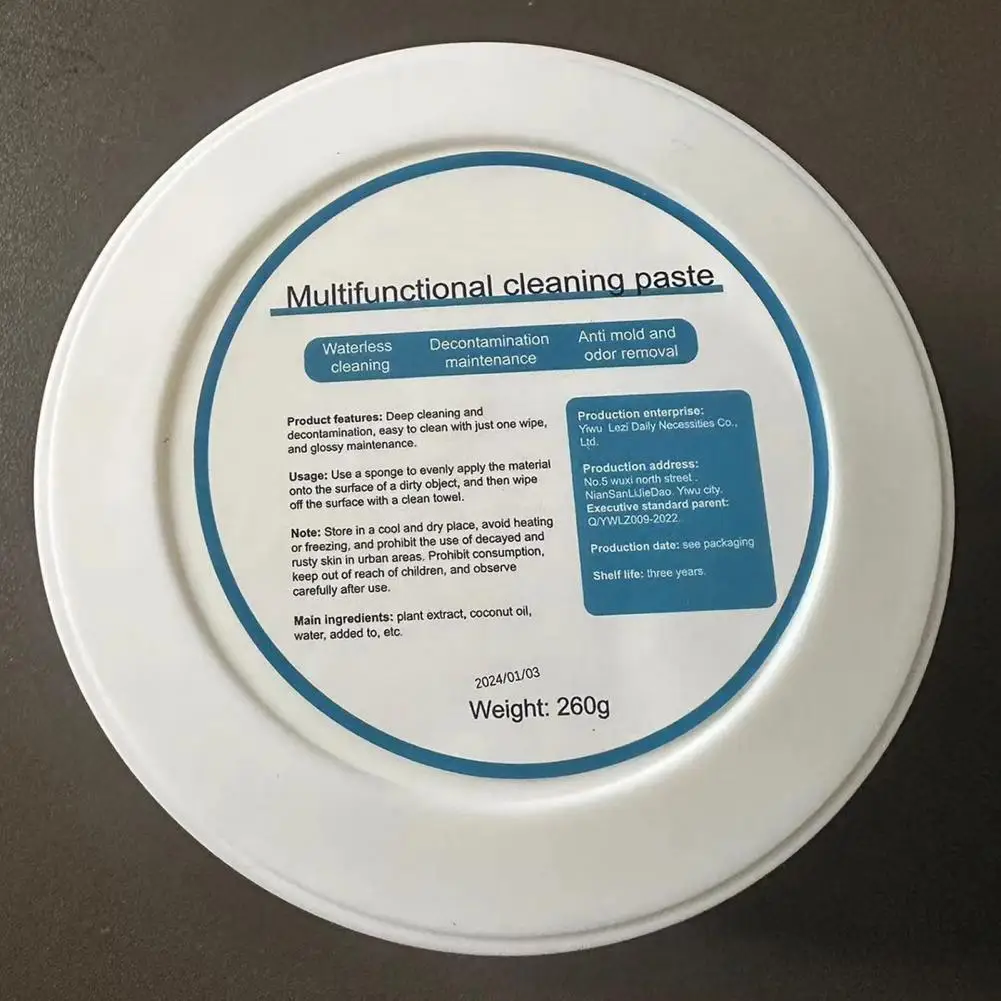 Multifunctional cleaning paste
Waterless
cleaning
Decontamination
maintenance
Anti mold and
odor removal
Product features: Deep cleaning and
decontamination, easy to clean with just one wipe,
and glossy maintenance.
Usage: Use a sponge to evenly apply the material
onto the surface of a dirty object, and then wipe
off the surface with a clean towel.
Note: Store in a cool and dry place, avoid heating
or freezing, and prohibit the use of decayed and
rusty skin in urban areas. Prohibit consumption,
keep out of reach of children, and observe
carefully after use.
Main ingredients: plant extract, coconut oil,
water, added to, etc.
Production enterprise:
Yiwu Lezi Daily Necessities Co.,
Ltd.
Production address:
No.5 wuxi north street .
NianSanLiJieDao. Yiwu city.
Executive standard parent:
Q/YWLZ009-2022.
Production date: see packaging
Shelf life: three years.
2024/01/03
Weight: 260g